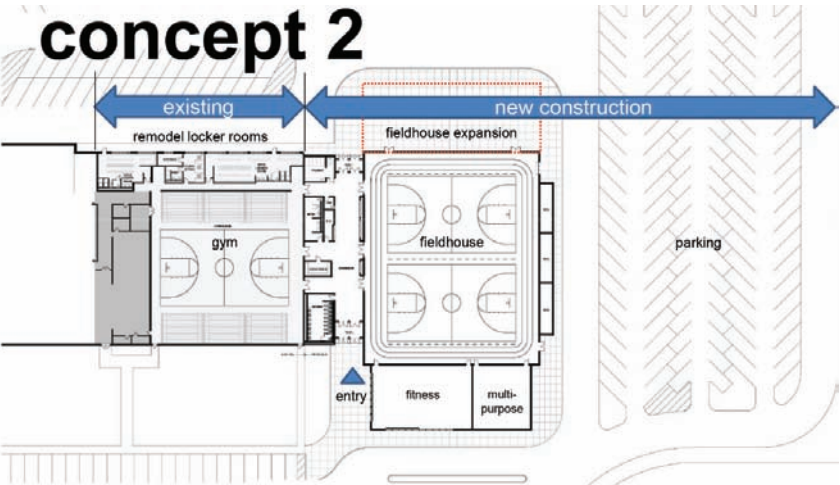 concept 2
existing
new construction
remodel locker rooms
fieldhouse expansion
gym
fieldhouse
parking
entry
fitness
multi-
purpose